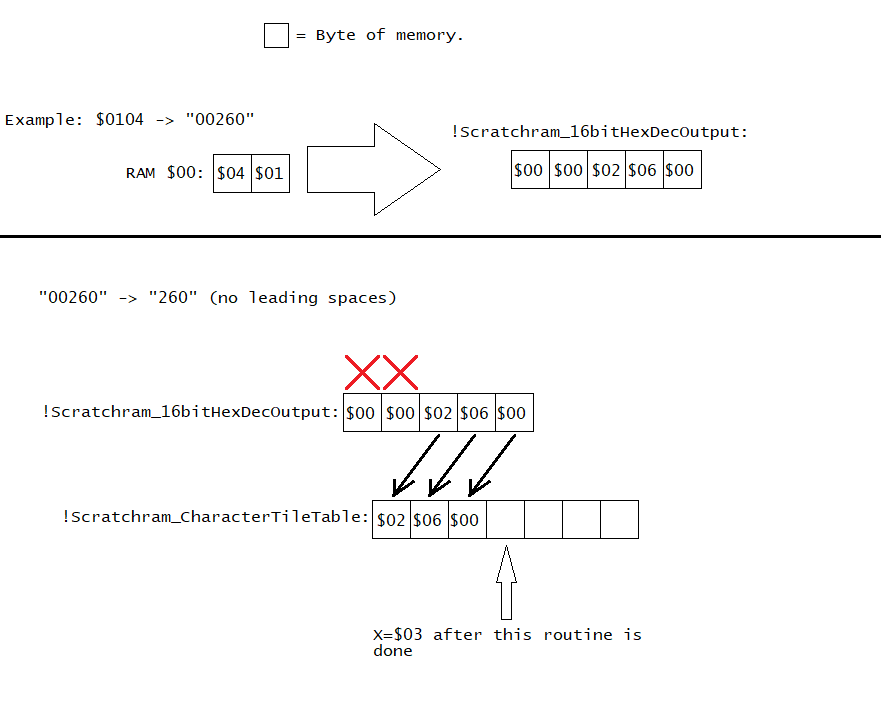 = Byte of memory.
Example: $0104 -> "00260"
!Scratchram_16bitHexDecOutput:
RAM $00: $04 $01
$00 $00 $02 $06 $00
"00260" -> "260" (no leading spaces)
!Scratchram_16bitHexDecOutput: $00 $00 $02 $06 $00
!Scratchram_CharacterTileTable: $02 $06 $00
X=$03 after this routine is
done